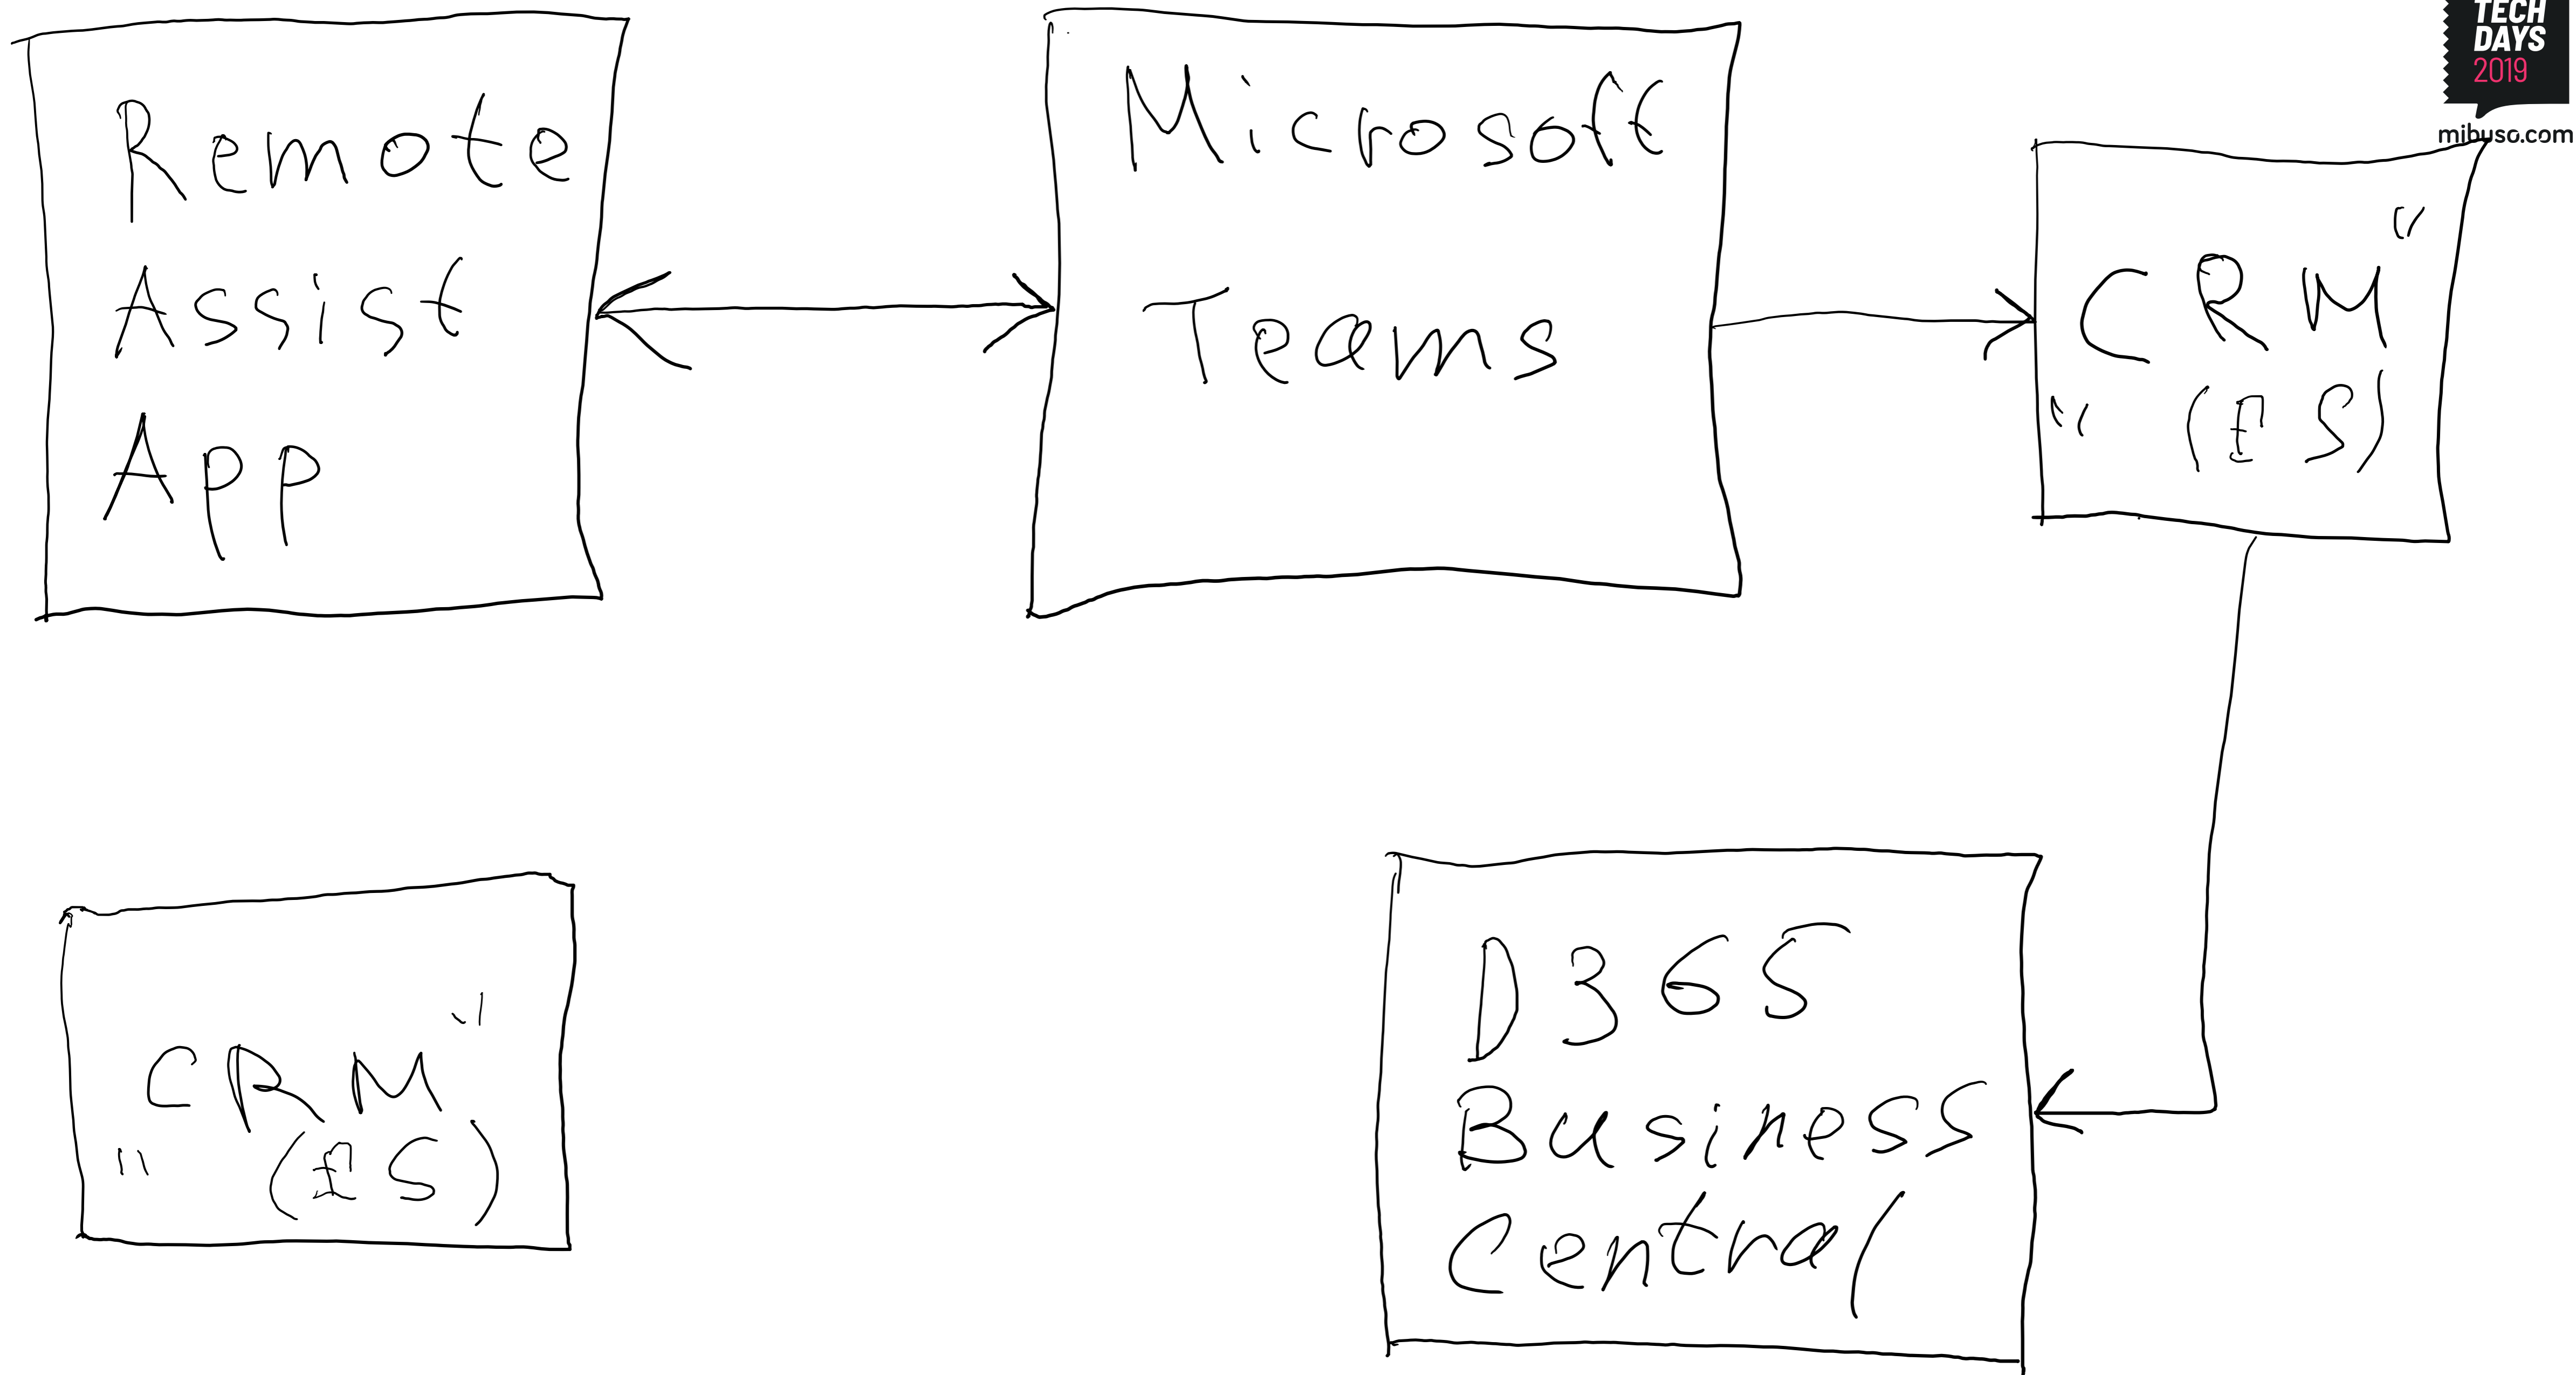 TECH
DAYS
2019
mibuso.com
Remote
Assist
App
Microsoft
Teams
CRM"
" (FS)
CRM"
" (FS)
D365
Business
Central